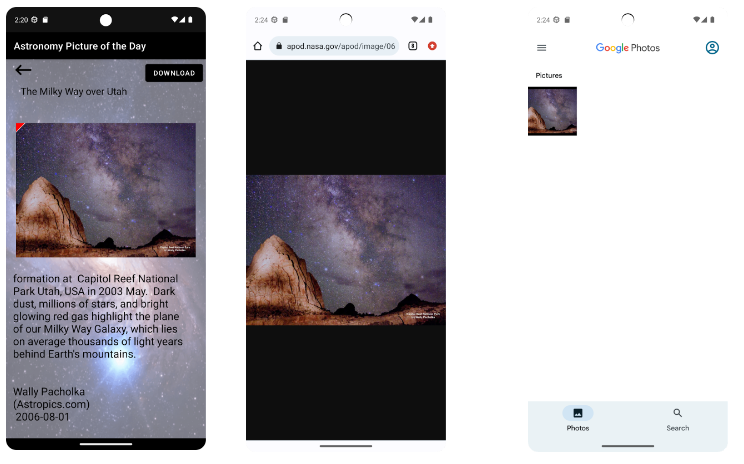 2:20
Astronomy Picture of the Day
DOWNLOAD
The Milky Way over Utah
formation at  Capitol Reef National
Park Utah, USA in 2003 May.  Dark
dust, millions of stars, and bright
glowing red gas highlight the plane
of our Milky Way Galaxy, which lies
on average thousands of light years
behind Earth's mountains.
Wally Pacholka
(Astropics.com)
2006-08-01
2:24
apod.nasa.gov/apod/image/06
8
2:24
Google Photos
Pictures
Photos
Search